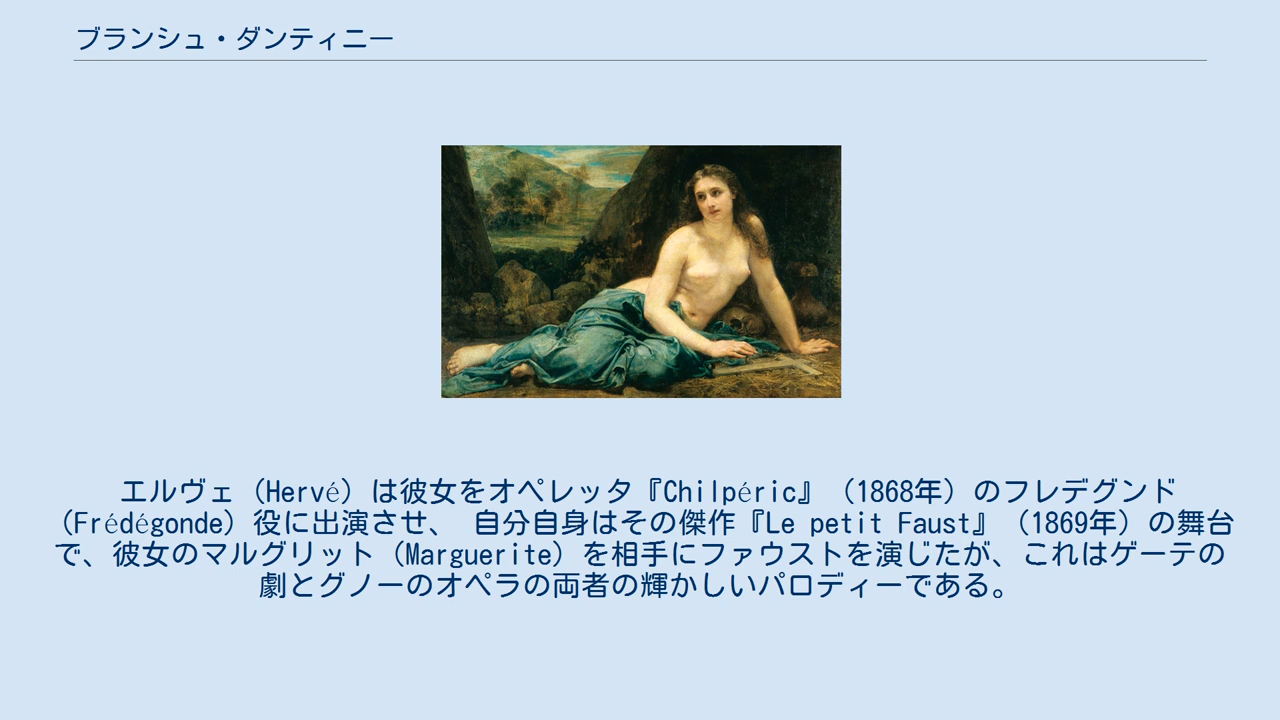 ブランシュ・ダンティニー
エルヴェ（Hervé）は彼女をオペレッタ『Chilpéric』（1868年）のフレデグンド
（Frédégonde）役に出演させ、 自分自身はその傑作『Le petit Faust』（1869年）の舞台
で、彼女のマルグリット（Marguerite）を相手にファウストを演じたが、これはゲーテの
劇とグノーのオペラの両者の輝かしいパロディーである。